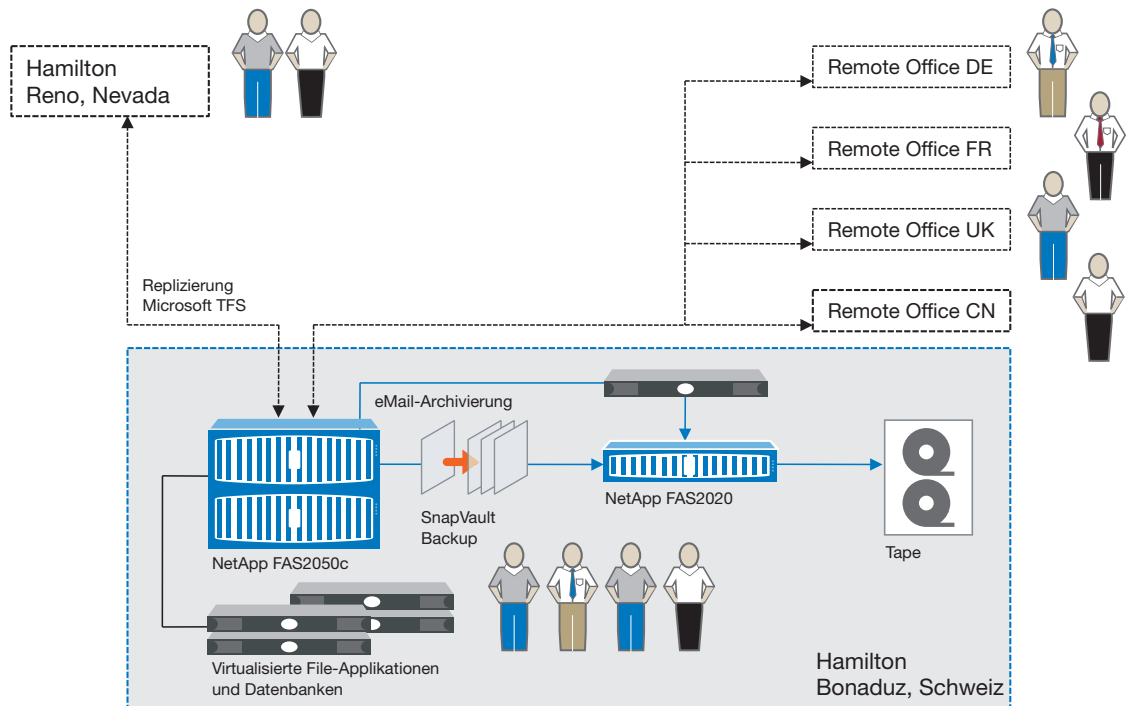 Hamilton
Reno, Nevada
Remote Office DE
Remote Office FR
Remote Office UK
Remote Office CN
Replizierung
Microsoft TFS
eMail-Archivierung
SnapVault
Backup
NetApp FAS2020
Tape
NetApp FAS2050c
Virtualisierte File-Applikationen
und Datenbanken
Hamilton
Bonaduz, Schweiz